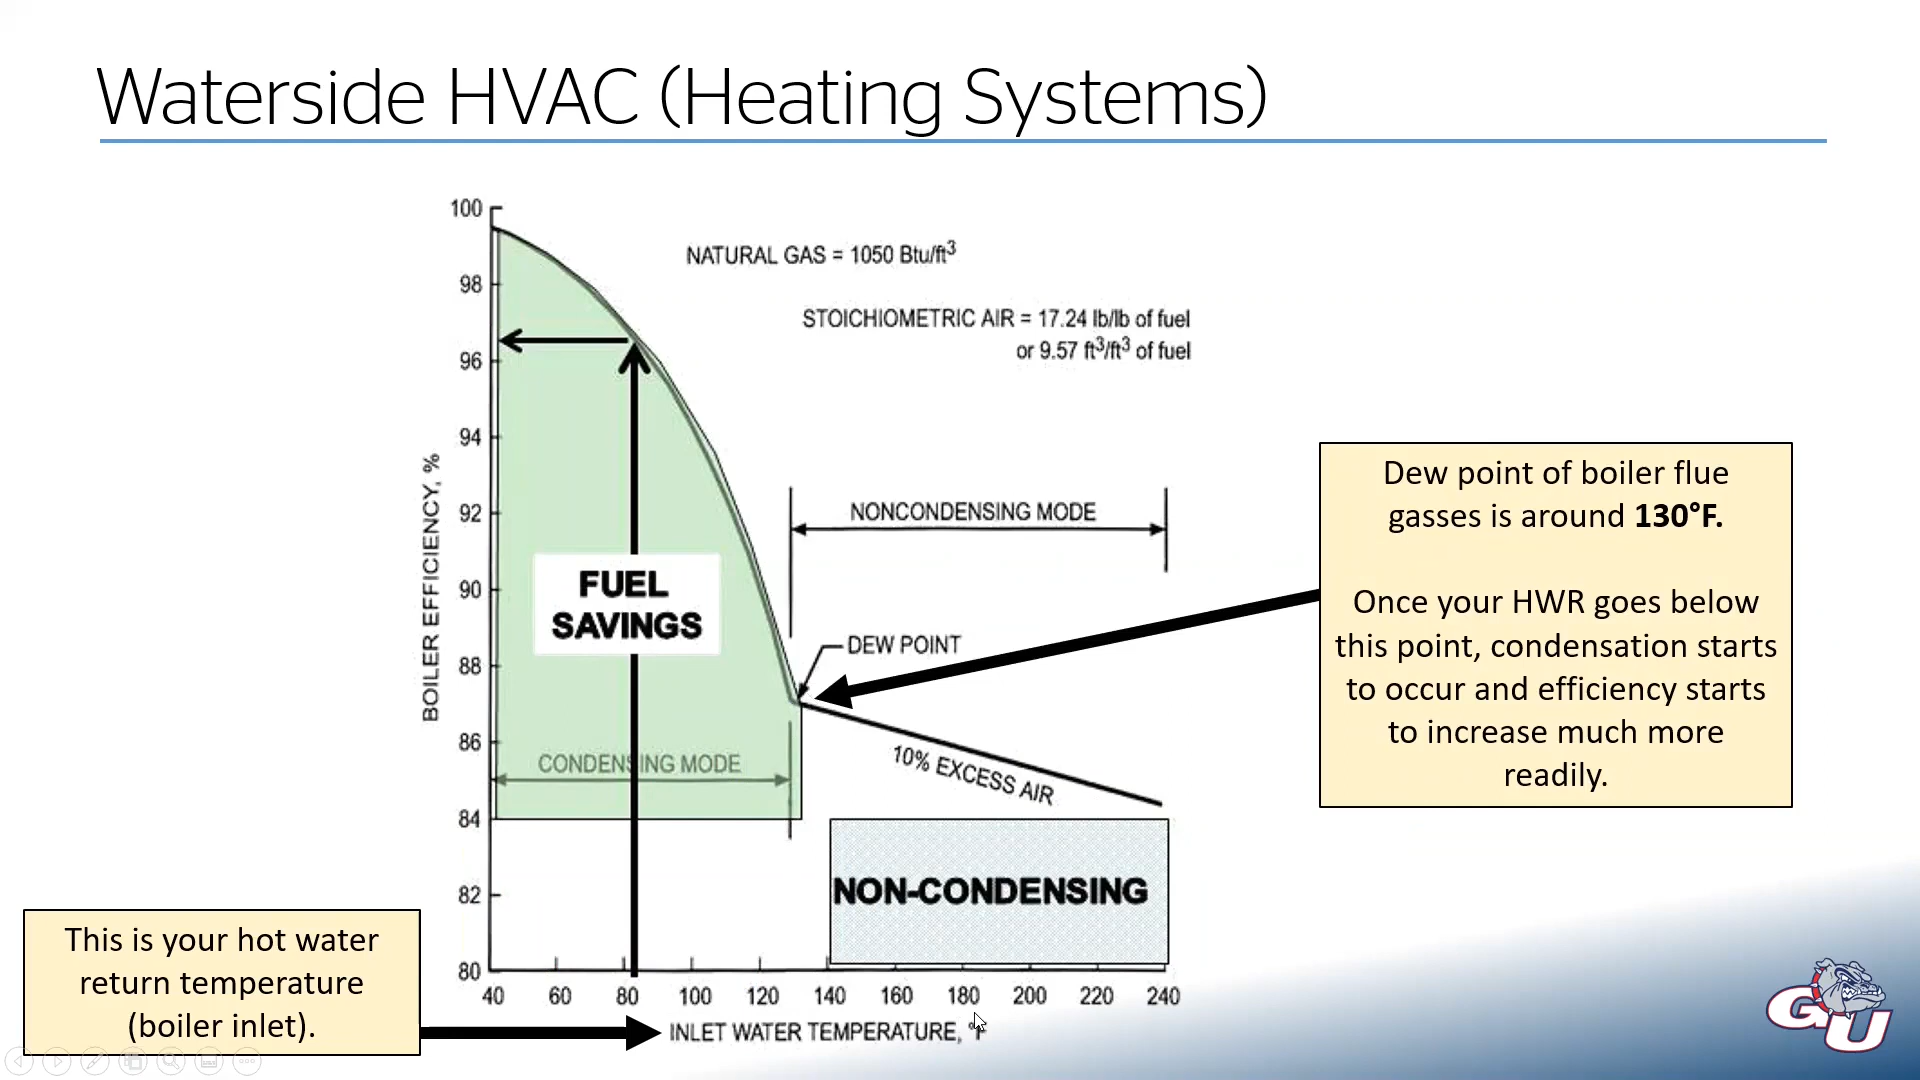 Waterside HVAC (Heating Systems)
100
98
96
94
92
90
88
86
84
82
80
BOILER EFFICIENCY, %
NATURAL GAS = 1050 Btu/ft³
STOICHIOMETRIC AIR = 17.24 lb/lb of fuel
or 9.57 ft³/ft³ of fuel
NONCONDENSING MODE
FUEL
SAVINGS
DEW POINT
CONDENSING MODE
10% EXCESS AIR
NON-CONDENSING
40 60 80 100 120 140 160 180 200 220 240
INLET WATER TEMPERATURE, °F
Dew point of boiler flue
gasses is around 130°F.
Once your HWR goes below
this point, condensation starts
to occur and efficiency starts
to increase much more
readily.
This is your hot water
return temperature
(boiler inlet).
GU